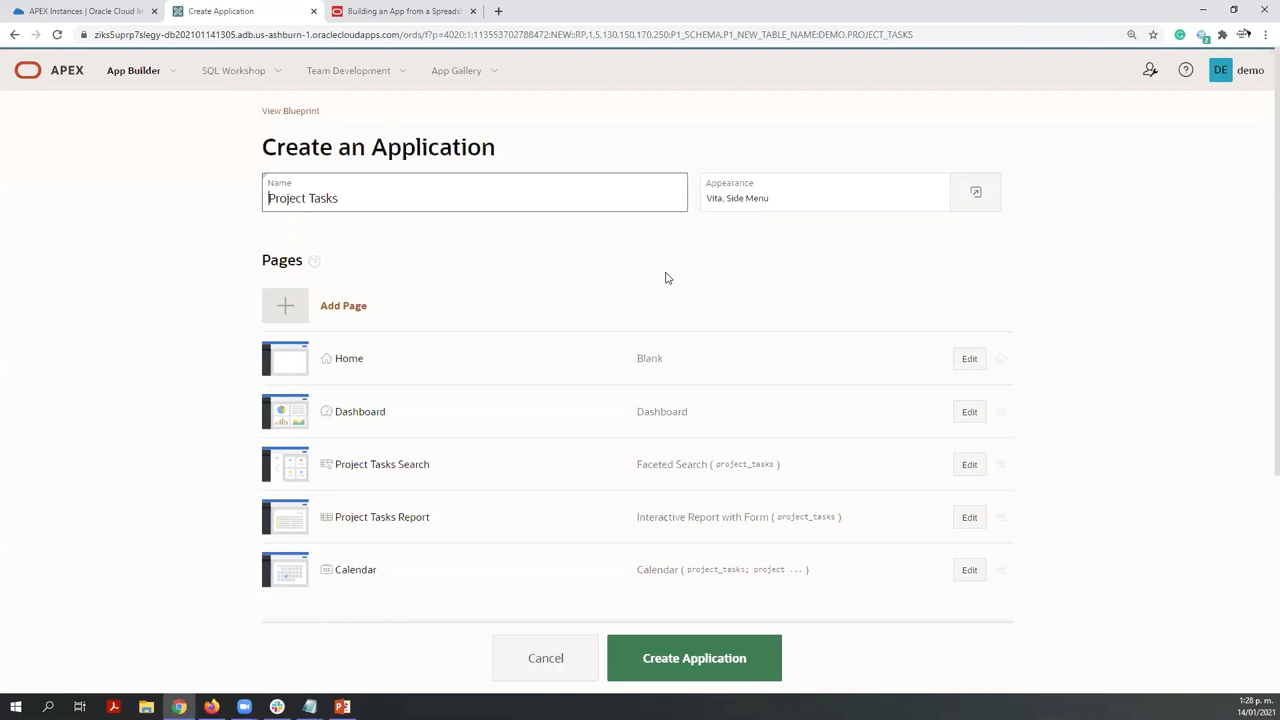 APEX Instances | Oracle Cloud In
Create Application
Building an App from a Spreads
ziks5uprp7slegy-db202101141305.adb.us-ashburn-1.oraclecloudapps.com/ords/f?p=4020:1:113553702788472:NEW::RP,1,5,130,150,170,250:P1_SCHEMA,P1_NEW_TABLE_NAME:DEMO,PROJECT_TASKS
2
APEX App Builder SQL Workshop Team Development App Gallery DE demo
View Blueprint
Create an Application
Name
Project Tasks
Appearance
Vita, Side Menu
Pages
Add Page
Home Blank Edit
Dashboard Dashboard Edit
Project Tasks Search Faceted Search ( project_tasks ) Edit
Project Tasks Report Interactive Report with Form ( project_tasks ) Edit
Calendar Calendar ( project_tasks; project ... ) Edit
Cancel Create Application
1:28 p. m.
14/01/2021